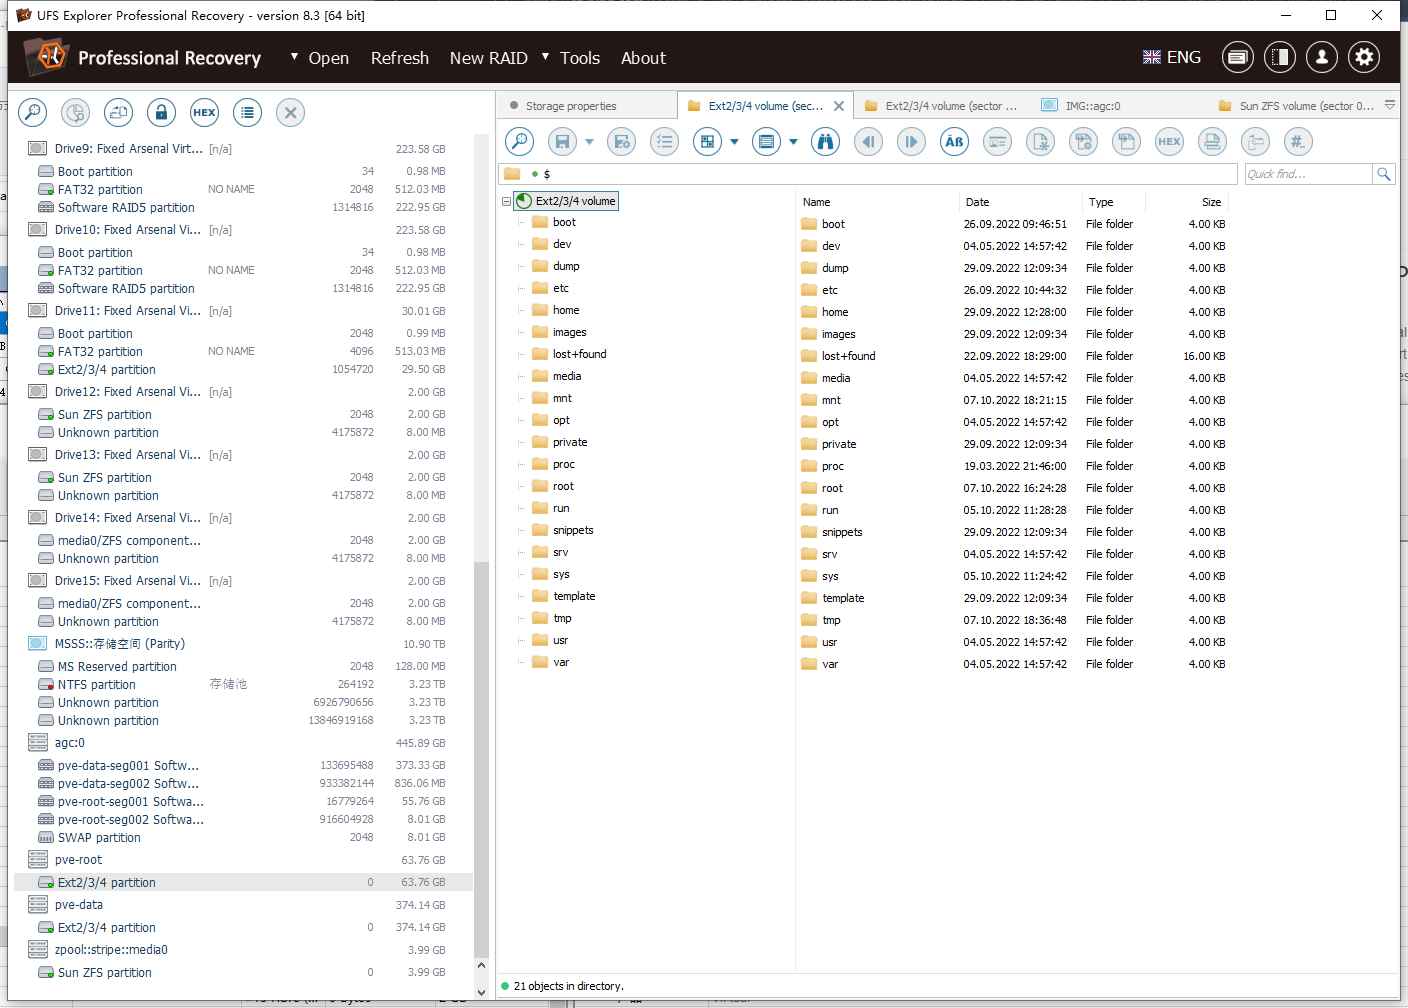 UFS Explorer Professional Recovery - version 8.3 [64 bit]
Professional Recovery Open Refresh New RAID Tools About ENG
HEX
Storage properties Ext2/3/4 volume (sec... Ext2/3/4 volume (sector ... IMG::agc:0 Sun ZFS volume (sector 0...
ÄB HEX #_
$ Quick find...
Drive9: Fixed Arsenal Virt... [n/a] 223.58 GB
Boot partition 34 0.98 MB
FAT32 partition NO NAME 2048 512.03 MB
Software RAID5 partition 1314816 222.95 GB
Drive10: Fixed Arsenal Vi... [n/a] 223.58 GB
Boot partition 34 0.98 MB
FAT32 partition NO NAME 2048 512.03 MB
Software RAID5 partition 1314816 222.95 GB
Drive11: Fixed Arsenal Vi... [n/a] 30.01 GB
Boot partition 2048 0.99 MB
FAT32 partition NO NAME 4096 513.03 MB
Ext2/3/4 partition 1054720 29.50 GB
Drive12: Fixed Arsenal Vi... [n/a] 2.00 GB
Sun ZFS partition 2048 2.00 GB
Unknown partition 4175872 8.00 MB
Drive13: Fixed Arsenal Vi... [n/a] 2.00 GB
Sun ZFS partition 2048 2.00 GB
Unknown partition 4175872 8.00 MB
Drive14: Fixed Arsenal Vi... [n/a] 2.00 GB
media0/ZFS component... 2048 2.00 GB
Unknown partition 4175872 8.00 MB
Drive15: Fixed Arsenal Vi... [n/a] 2.00 GB
media0/ZFS component... 2048 2.00 GB
Unknown partition 4175872 8.00 MB
MSSS::存储空间 (Parity) 10.90 TB
MS Reserved partition 2048 128.00 MB
NTFS partition 存储池 264192 3.23 TB
Unknown partition 6926790656 3.23 TB
Unknown partition 13846919168 3.23 TB
agc:0 445.89 GB
pve-data-seg001 Softw... 133695488 373.33 GB
pve-data-seg002 Softw... 933382144 836.06 MB
pve-root-seg001 Softwa... 16779264 55.76 GB
pve-root-seg002 Softwa... 916604928 8.01 GB
SWAP partition 2048 8.01 GB
pve-root 63.76 GB
Ext2/3/4 partition 0 63.76 GB
pve-data 374.14 GB
Ext2/3/4 partition 0 374.14 GB
zpool::stripe::media0 3.99 GB
Sun ZFS partition 0 3.99 GB
Ext2/3/4 volume
boot
dev
dump
etc
home
images
lost+found
media
mnt
opt
private
proc
root
run
snippets
srv
sys
template
tmp
usr
var
Name Date Type Size
boot 26.09.2022 09:46:51 File folder 4.00 KB
dev 04.05.2022 14:57:42 File folder 4.00 KB
dump 29.09.2022 12:09:34 File folder 4.00 KB
etc 26.09.2022 10:44:32 File folder 4.00 KB
home 29.09.2022 12:28:00 File folder 4.00 KB
images 29.09.2022 12:09:34 File folder 4.00 KB
lost+found 22.09.2022 18:29:00 File folder 16.00 KB
media 04.05.2022 14:57:42 File folder 4.00 KB
mnt 07.10.2022 18:21:15 File folder 4.00 KB
opt 04.05.2022 14:57:42 File folder 4.00 KB
private 29.09.2022 12:09:34 File folder 4.00 KB
proc 19.03.2022 21:46:00 File folder 4.00 KB
root 07.10.2022 16:24:28 File folder 4.00 KB
run 05.10.2022 11:28:28 File folder 4.00 KB
snippets 29.09.2022 12:09:34 File folder 4.00 KB
srv 04.05.2022 14:57:42 File folder 4.00 KB
sys 05.10.2022 11:24:42 File folder 4.00 KB
template 29.09.2022 12:09:34 File folder 4.00 KB
tmp 07.10.2022 18:36:48 File folder 4.00 KB
usr 04.05.2022 14:57:42 File folder 4.00 KB
var 04.05.2022 14:57:42 File folder 4.00 KB
21 objects in directory.